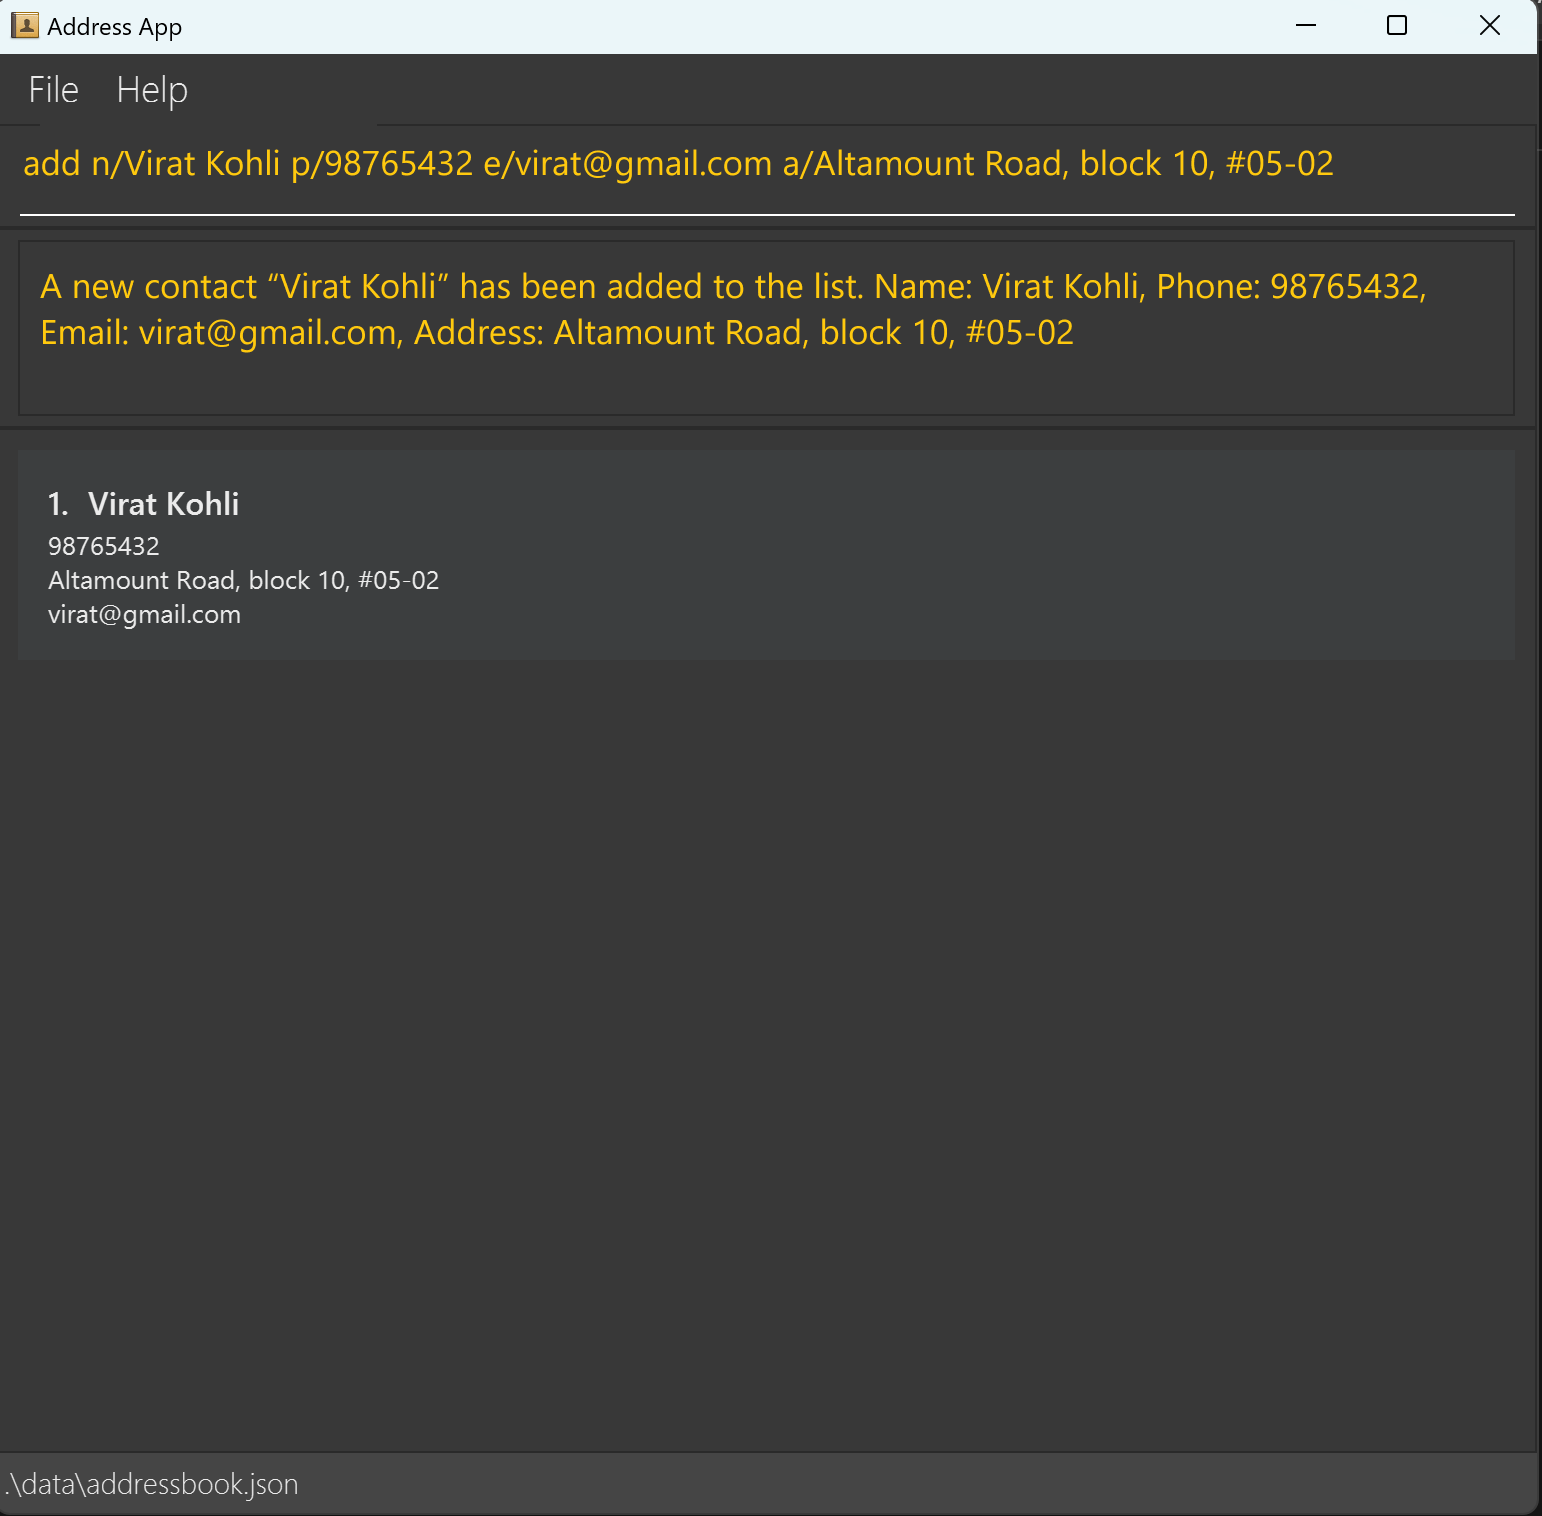 Address App
File Help
add n/Virat Kohli p/98765432 e/virat@gmail.com a/Altamount Road, block 10, #05-02
A new contact “Virat Kohli” has been added to the list. Name: Virat Kohli, Phone: 98765432,
Email: virat@gmail.com, Address: Altamount Road, block 10, #05-02
1. Virat Kohli
98765432
Altamount Road, block 10, #05-02
virat@gmail.com
.\data\addressbook.json